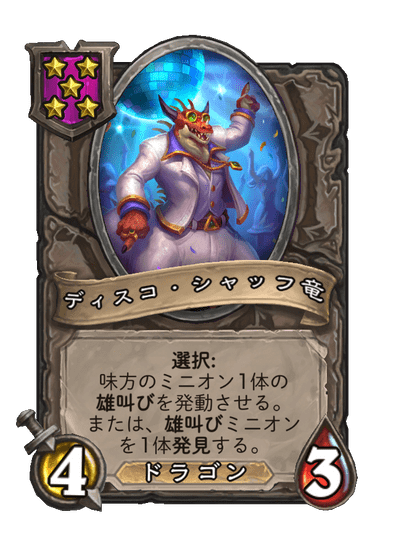 ディスコ・シャッフ竜
選択:
味方のミニオン1体の
雄叫びを発動させる。
または、雄叫びミニオン
を1体発見する。
4
ドラゴン
3